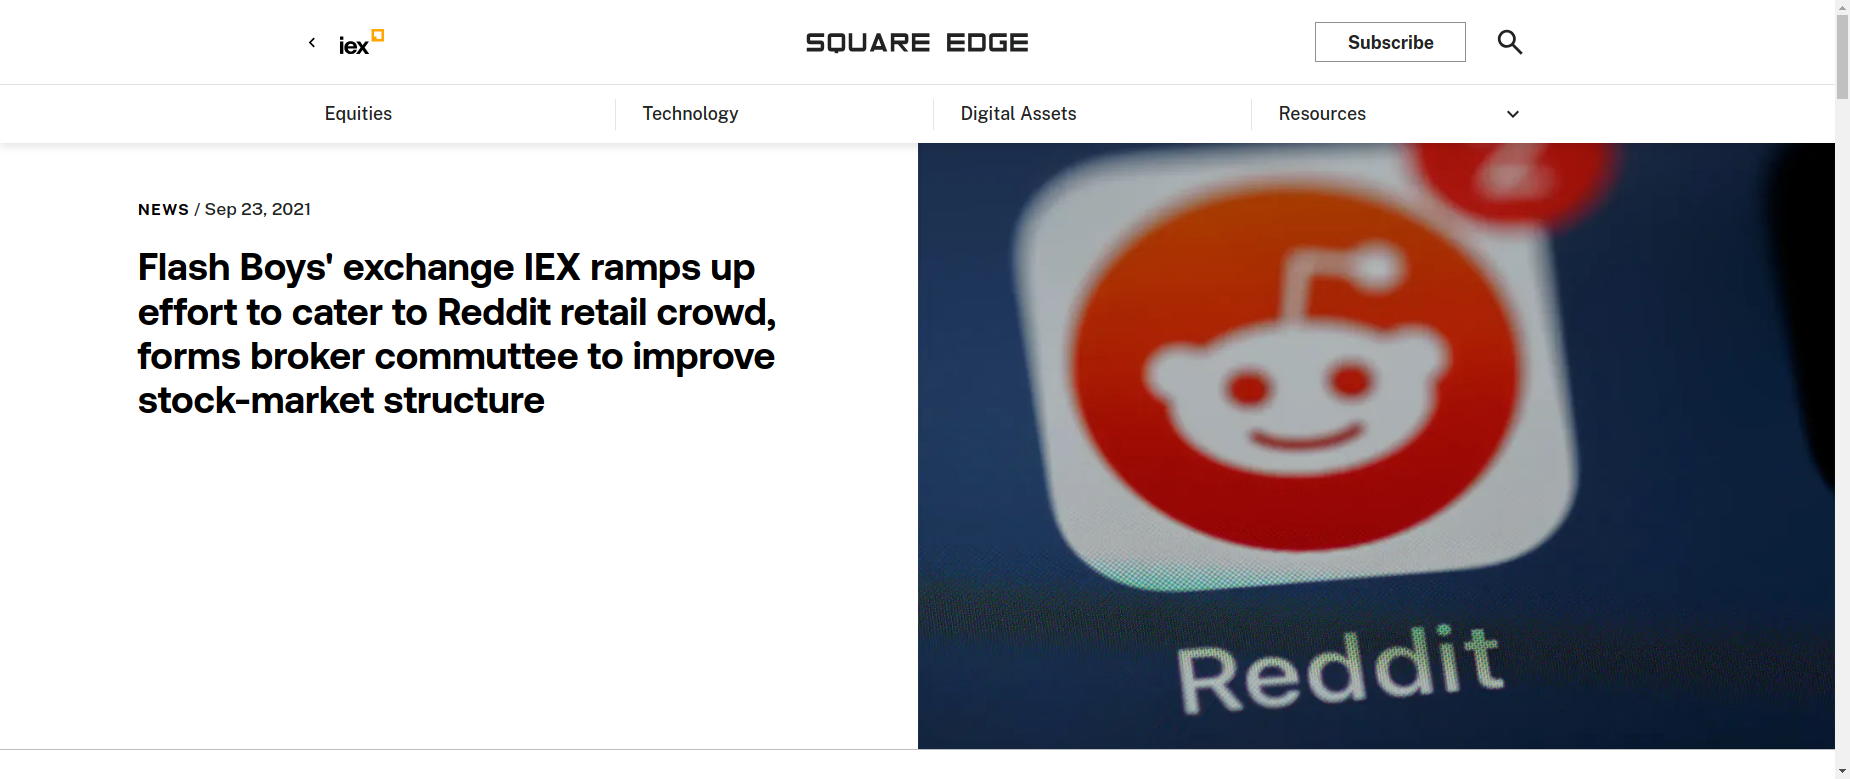 iex
SQUARE EDGE
Subscribe
Equities
Technology
Digital Assets
Resources
NEWS / Sep 23, 2021
Flash Boys' exchange IEX ramps up
effort to cater to Reddit retail crowd,
forms broker commuttee to improve
stock-market structure
2
Reddit